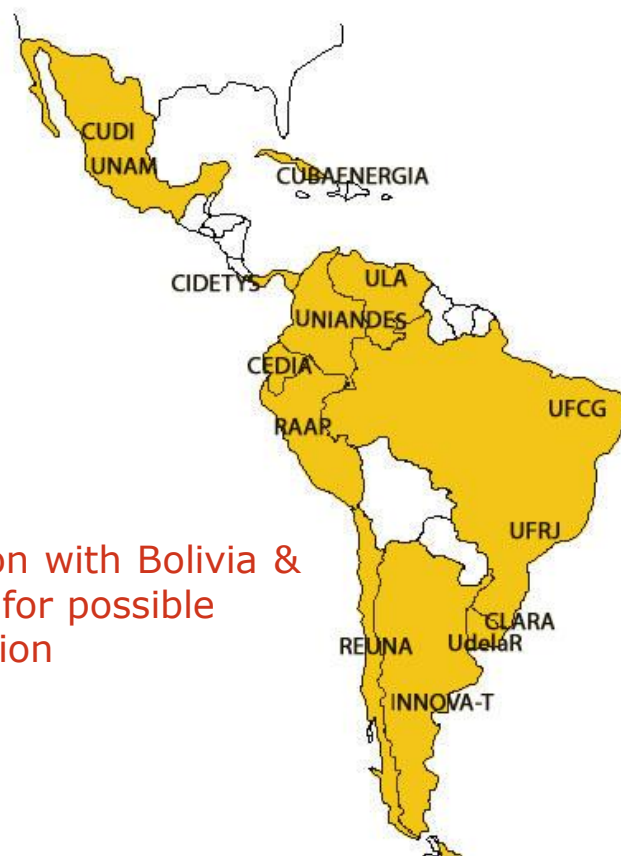 CUDI
UNAM
CUBAENERGIA
CIDETYS
ULA
UNIANDES
CEDIA
RAAP
UFCG
UFRJ
on with Bolivia &
for possible
ion
CLARA
REUNA
UdelaR
INNOVA-T